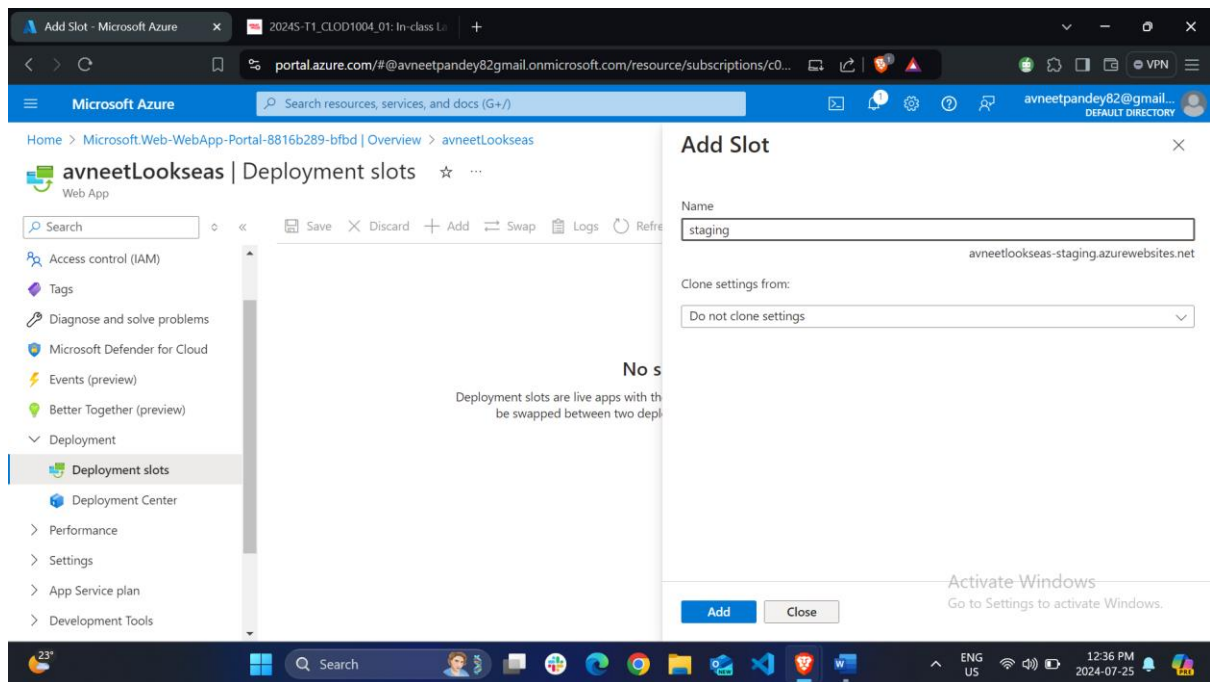 Add Slot - Microsoft Azure
2024S-T1_CLOD1004_01: In-class La
portal.azure.com/#@avneetpandey82gmail.onmicrosoft.com/resource/subscriptions/c0...
VPN
Microsoft Azure
Search resources, services, and docs (G+/)
1
avneetpandey82@gmail...
DEFAULT DIRECTORY
Home > Microsoft.Web-WebApp-Portal-8816b289-bfbd | Overview > avneetLookseas
avneetLookseas | Deployment slots
Web App
Search
Save
Discard
Add
Swap
Logs
Refre
Access control (IAM)
Tags
Diagnose and solve problems
Microsoft Defender for Cloud
Events (preview)
Better Together (preview)
Deployment
Deployment slots
Deployment Center
Performance
Settings
App Service plan
Development Tools
No s
Deployment slots are live apps with th
be swapped between two depl
Add Slot
Name
staging
avneetlookseas-staging.azurewebsites.net
Clone settings from:
Do not clone settings
Add
Close
Activate Windows
Go to Settings to activate Windows.
23°
Search
ENG
US
12:36 PM
2024-07-25